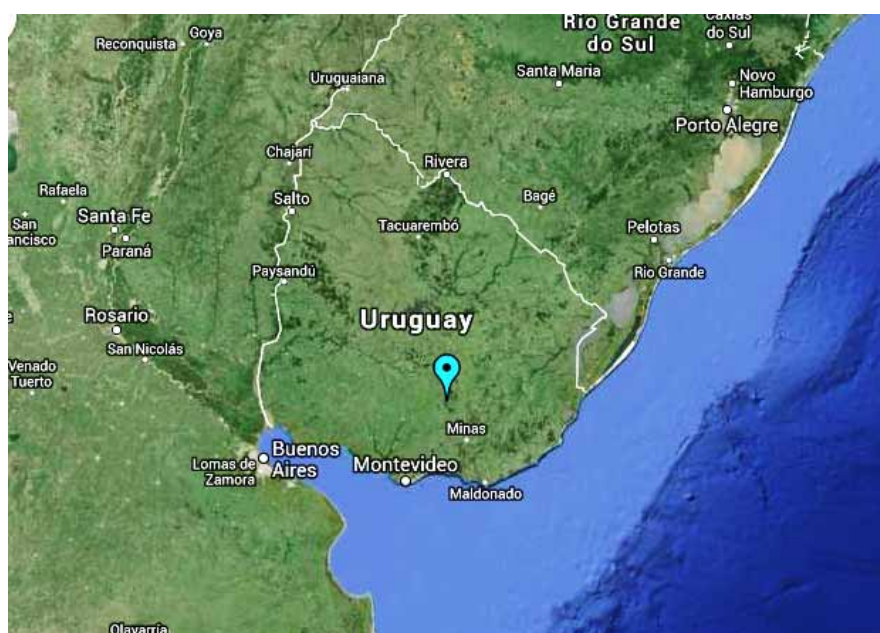 Goya
Reconquista
Rio Grande
do Sul
Caxias
do Sul
Uruguaiana
Santa Maria
Novo
Hamburgo
Porto Alegre
Chajarí
Rivera
Rafaela
Santa Fe
San
Paraná
Salto
Tacuarembó
Bagé
Pelotas
Rio Grande
Paysandú
Rosario
Uruguay
San Nicolás
Venado
Tuerto
Minas
Buenos
Aires
Lomas de
Zamora
Montevideo
Maldonado
Olavarría